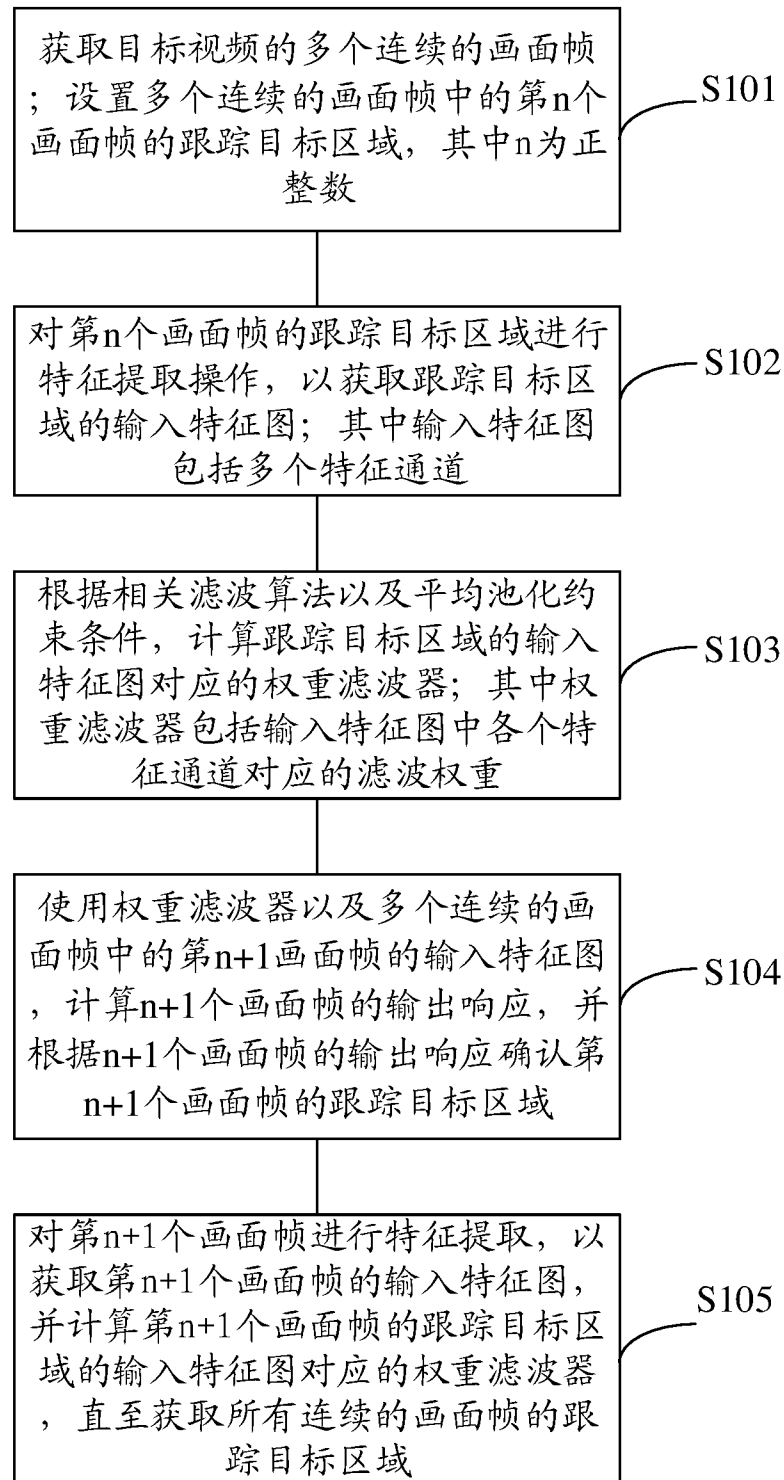 获取目标视频的多个连续的画面帧
；设置多个连续的画面帧中的第n个
画面帧的跟踪目标区域，其中n为正
整数
S101
对第n个画面帧的跟踪目标区域进行
特征提取操作，以获取跟踪目标区
域的输入特征图；其中输入特征图
包括多个特征通道
S102
根据相关滤波算法以及平均池化约
束条件，计算跟踪目标区域的输入
特征图对应的权重滤波器；其中权
重滤波器包括输入特征图中各个特
征通道对应的滤波权重
S103
使用权重滤波器以及多个连续的画
面帧中的第n+1画面帧的输入特征图
，计算n+1个画面帧的输出响应，并
根据n+1个画面帧的输出响应确认第
n+1个画面帧的跟踪目标区域
S104
对第n+1个画面帧进行特征提取，以
获取第n+1个画面帧的输入特征图，
并计算第n+1个画面帧的跟踪目标区
域的输入特征图对应的权重滤波器
，直至获取所有连续的画面帧的跟
踪目标区域
S105